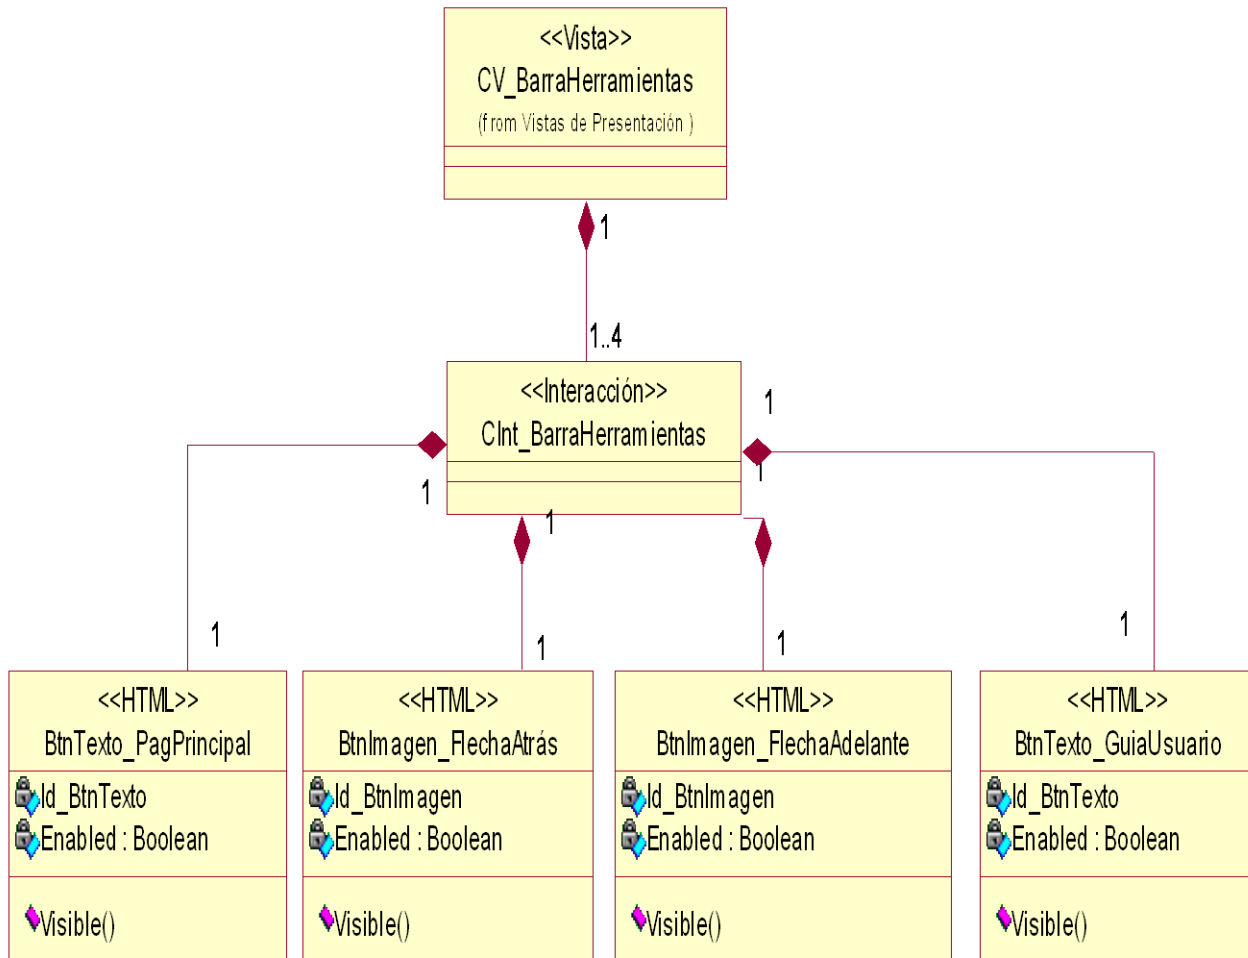 <<Vista>>
CV_BarraHerramientas
(from Vistas de Presentación )
1
1..4
<<Interacción>>
CInt_BarraHerramientas
1
1
1
1
1
1
1
1
<<HTML>>
BtnTexto_PagPrincipal
Id_BtnTexto
Enabled : Boolean
Visible()
<<HTML>>
BtnImagen_FlechaAtrás
Id_BtnImagen
Enabled : Boolean
Visible()
<<HTML>>
BtnImagen_FlechaAdelante
Id_BtnImagen
Enabled : Boolean
Visible()
<<HTML>>
BtnTexto_GuiaUsuario
Id_BtnTexto
Enabled : Boolean
Visible()